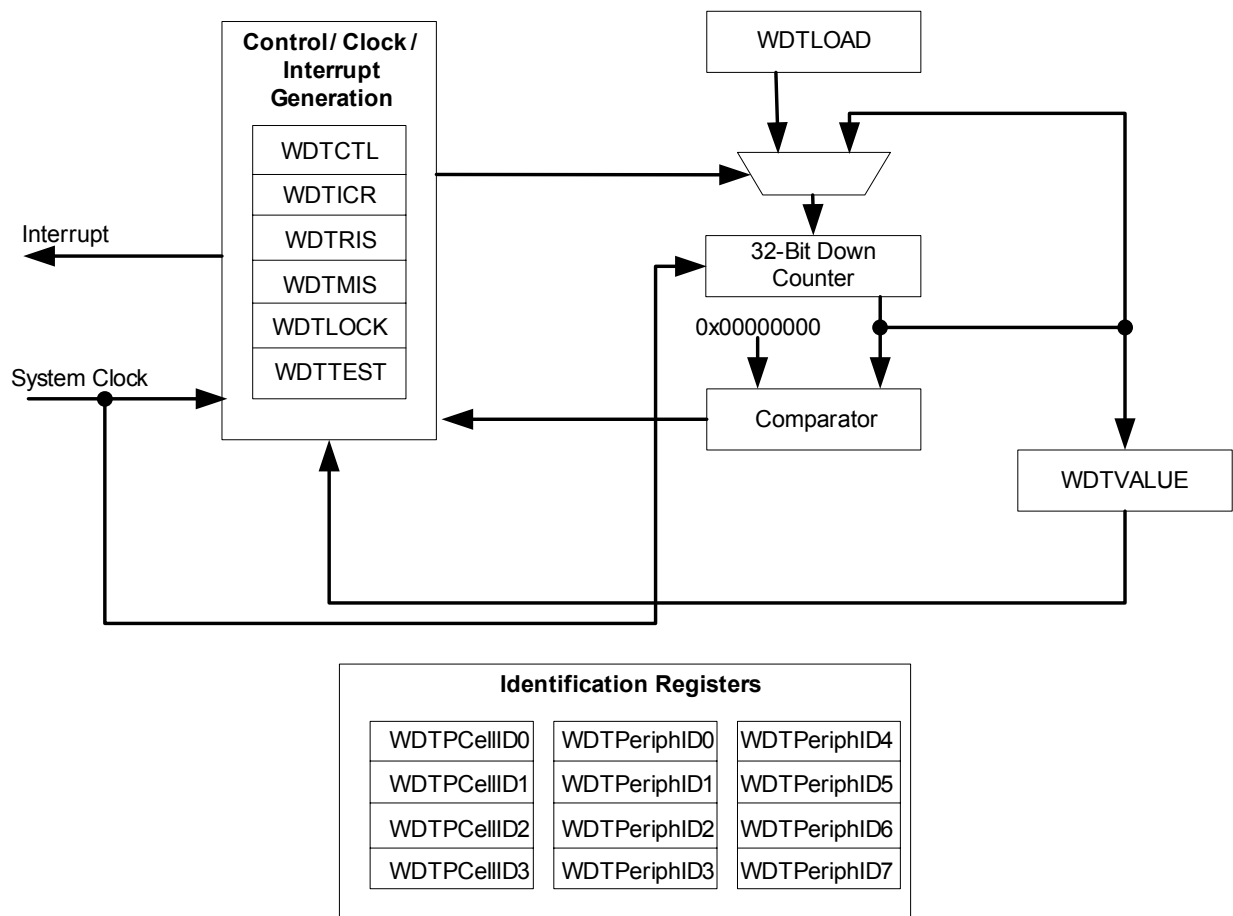 Control/ Clock /
Interrupt
Generation
WDTCTL
WDTICR
WDTRIS
WDTMIS
WDTLOCK
WDTTEST
Interrupt
System Clock
WDTLOAD
32-Bit Down
Counter
0x00000000
Comparator
WDTVALUE
Identification Registers
WDTPCellID0
WDTPeriphID0
WDTPeriphID4
WDTPCellID1
WDTPeriphID1
WDTPeriphID5
WDTPCellID2
WDTPeriphID2
WDTPeriphID6
WDTPCellID3
WDTPeriphID3
WDTPeriphID7